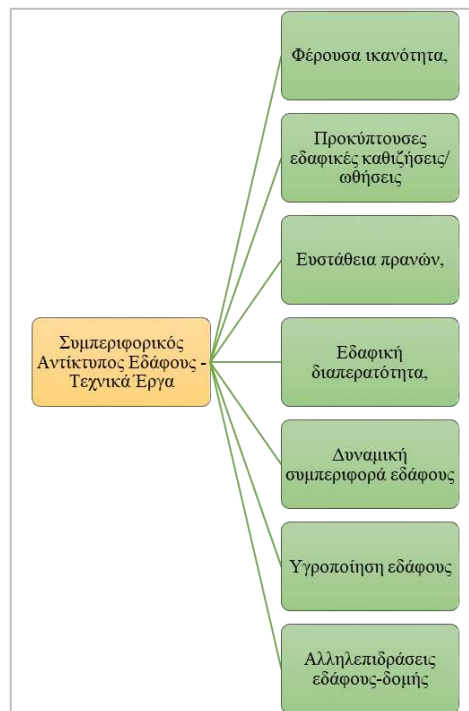 Φέρουσα ικανότητα,
Προκύπτουσες
εδαφικές καθιζήσεις/
ωθήσεις
Ευστάθεια πρανών,
Συμπεριφορικός
Αντίκτυπος Εδάφους -
Τεχνικά Έργα
Εδαφική
διαπερατότητα,
Δυναμική
συμπεριφορά εδάφους
Υγροποίηση εδάφους
Αλληλεπιδράσεις
εδάφους-δομής